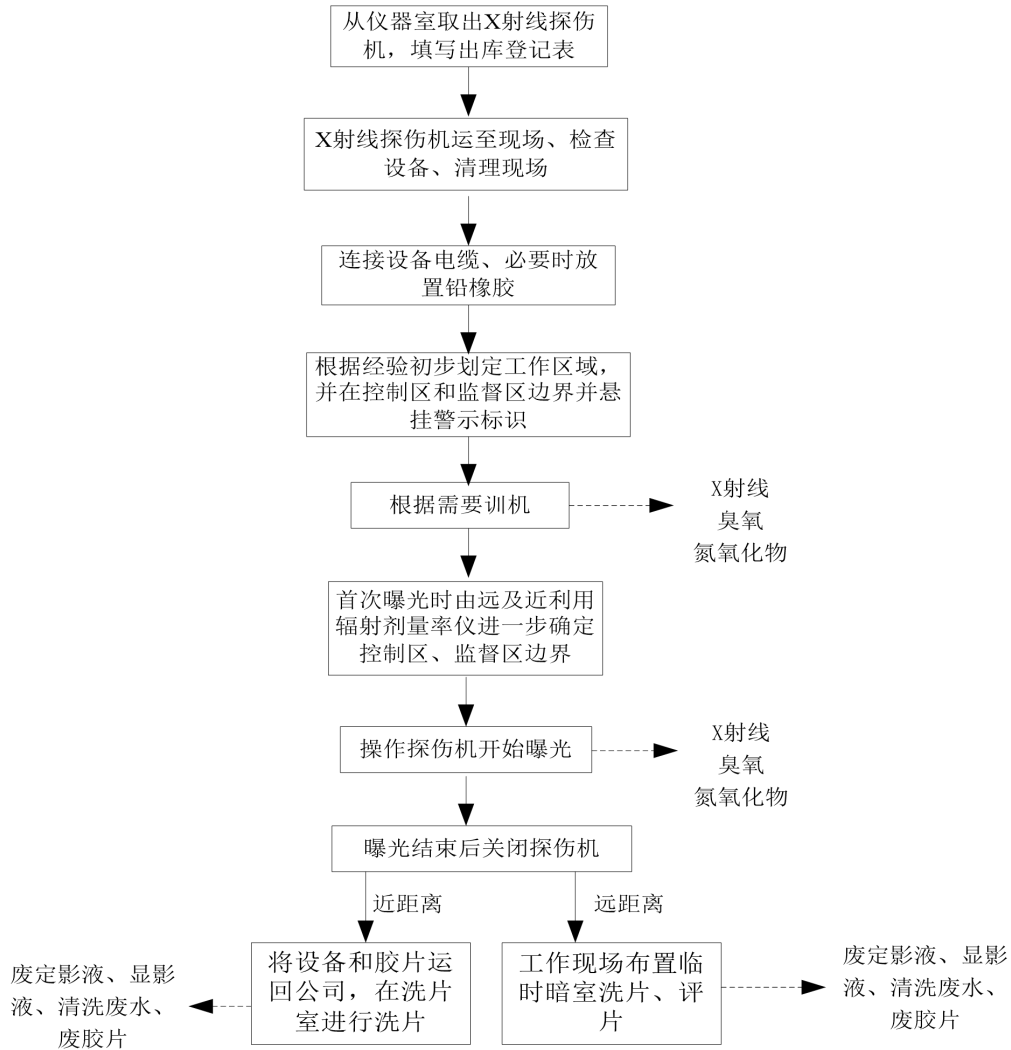 从仪器室取出X射线探伤
机，填写出库登记表
X射线探伤机运至现场、检查
设备、清理现场
连接设备电缆、必要时放
置铅橡胶
根据经验初步划定工作区域，
并在控制区和监督区边界并悬
挂警示标识
根据需要训机
X射线
臭氧
氮氧化物
首次曝光时由远及近利用
辐射剂量率仪进一步确定
控制区、监督区边界
操作探伤机开始曝光
X射线
臭氧
氮氧化物
曝光结束后关闭探伤机
近距离
远距离
将设备和胶片运
回公司，在洗片
室进行洗片
工作现场布置临
时暗室洗片、评
片
废定影液、显影
液、清洗废水、
废胶片
废定影液、显影
液、清洗废水、
废胶片